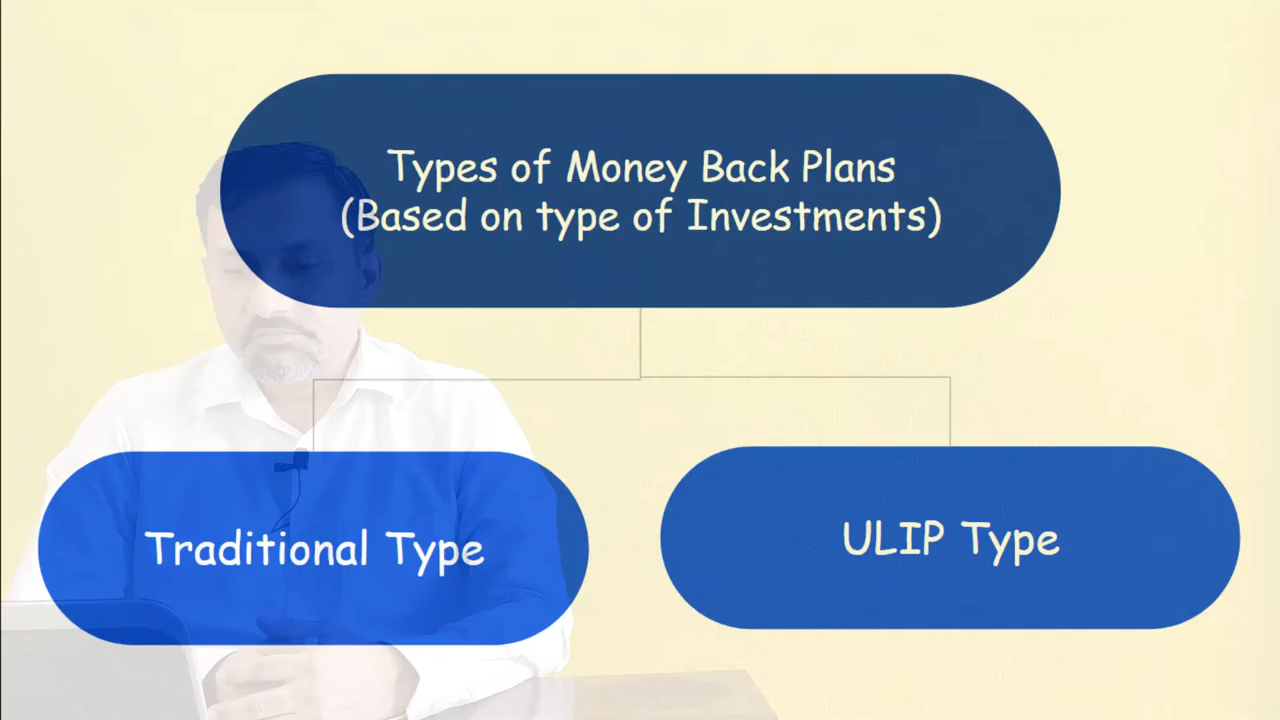 Types of Money Back Plans
(Based on type of Investments)
Traditional Type
ULIP Type